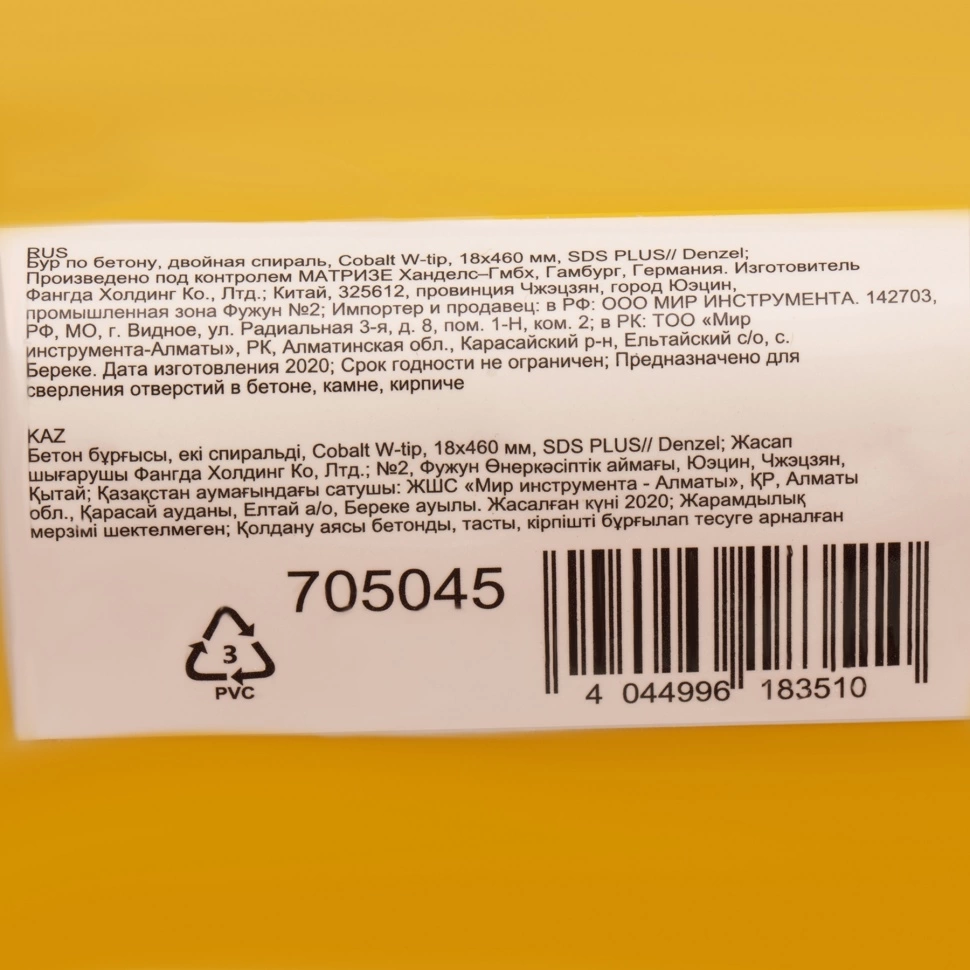 RUS
Бур по бетону, двойная спираль, Cobalt W-tip, 18x460 мм, SDS PLUS// Denzel;
Произведено под контролем МАТРИЗЕ Ханделс–Гмбх, Гамбург, Германия. Изготовитель
Фангда Холдинг Ко., Лтд.; Китай, 325612, провинция Чжэцзян, город Юэцин,
промышленная зона Фужун №2; Импортер и продавец: в РФ: ООО МИР ИНСТРУМЕНТА. 142703,
РФ, МО, г. Видное, ул. Радиальная 3-я, д. 8, пом. 1-Н, ком. 2; в РК: ТОО «Мир
инструмента-Алматы», РК, Алматинская обл., Карасайский р-н, Ельтайский с/о, с.
Береке. Дата изготовления 2020; Срок годности не ограничен; Предназначено для
сверления отверстий в бетоне, камне, кирпиче
KAZ
Бетон бұрғысы, екі спиральді, Cobalt W-tip, 18x460 мм, SDS PLUS// Denzel; Жасап
шығарушы Фангда Холдинг Ко, Лтд.; №2, Фужун Өнеркәсіптік аймағы, Юэцин, Чжэцзян,
Қытай; Қазақстан аумағындағы сатушы: ЖШС «Мир инструмента - Алматы», ҚР, Алматы
обл., Қарасай ауданы, Елтай а/о, Береке ауылы. Жасалған күні 2020; Жарамдылық
мерзімі шектелмеген; Қолдану аясы бетонды, тасты, кірпішті бұрғылап тесуге арналған
705045
3
PVC
4 044996 183510